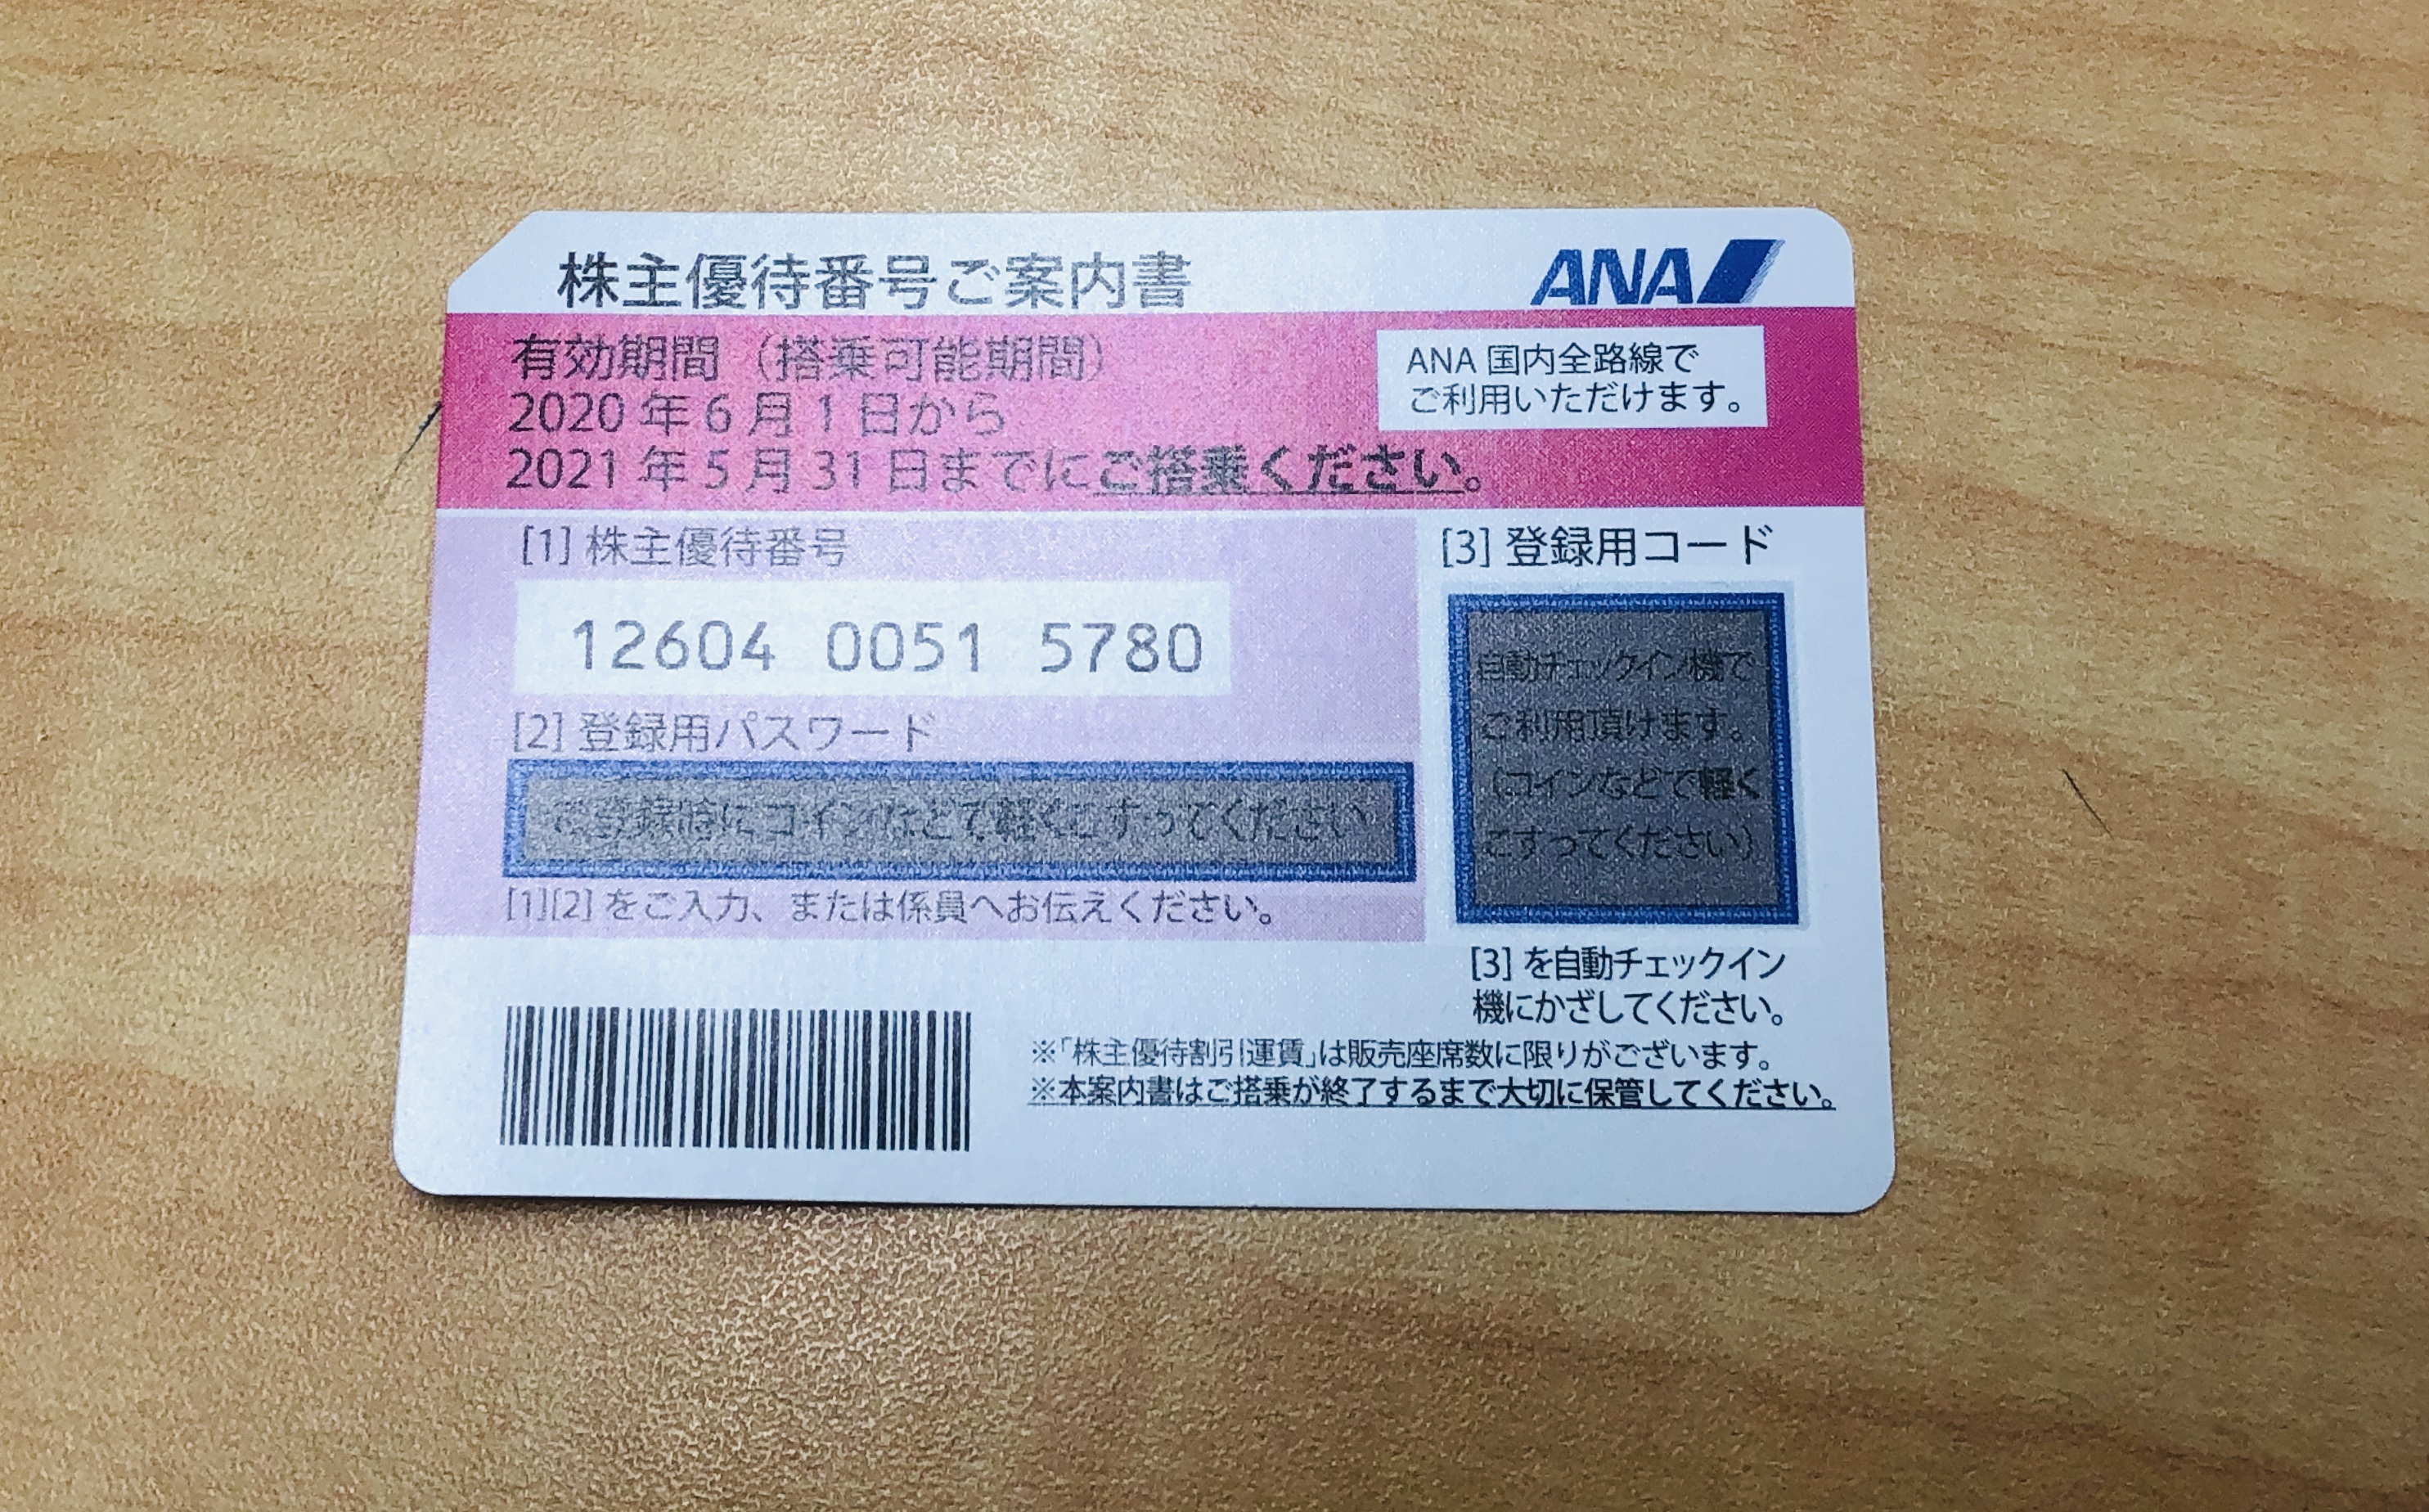 株主優待番号ご案内書
ANA
有効期間（搭乗可能期間）
2020 年 6 月 1 日から
2021 年 5 月 31 日までにご搭乗ください。
ANA 国内全路線で
ご利用いただけます。
[1] 株主優待番号
12604 0051 5780
[2] 登録用パスワード
ご登録時にコインなどで軽くこすってください
[1][2] をご入力、または係員へお伝えください。
[3] 登録用コード
自動チェックイン機で
ご利用頂けます。
（コインなどで軽く
こすってください）
[3] を自動チェックイン
機にかざしてください。
※「株主優待割引運賃」は販売座席数に限りがございます。
※本案内書はご搭乗が終了するまで大切に保管してください。